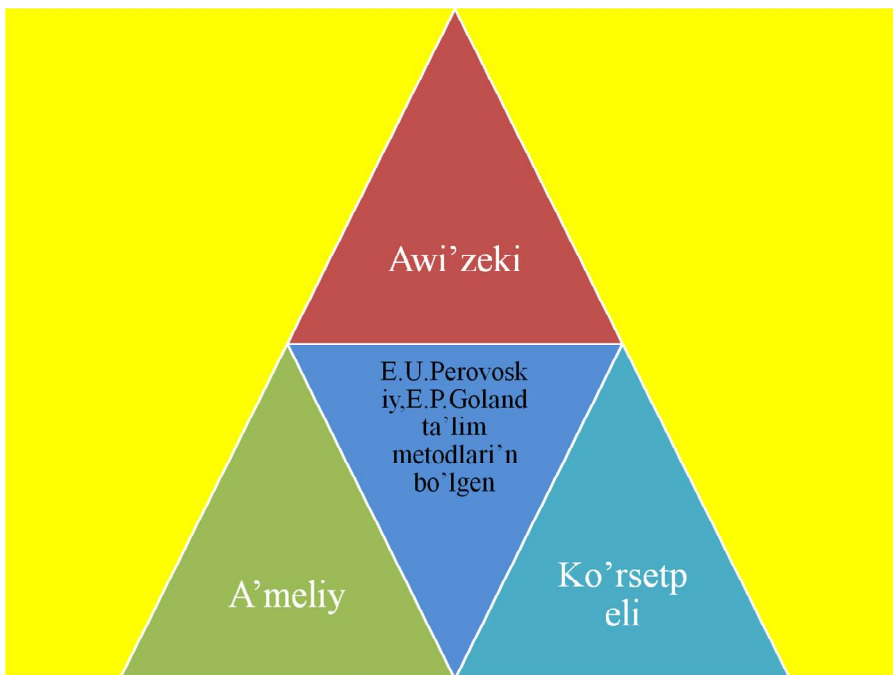 Awi’zeki
E.U.Perovosk
iy,E.P.Goland
ta’lim
metodlari’n
bo’lgen
A’meliy
Ko’rsetp
eli